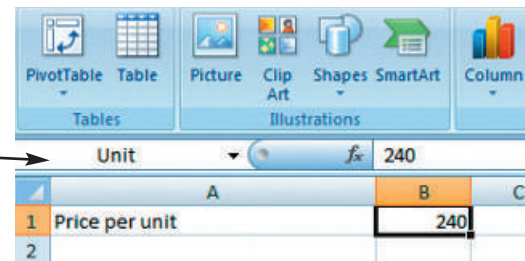 PivotTable Table Picture Clip Art Shapes SmartArt Column
Tables Illustrations
Unit fx 240
A B C
1 Price per unit 240
2